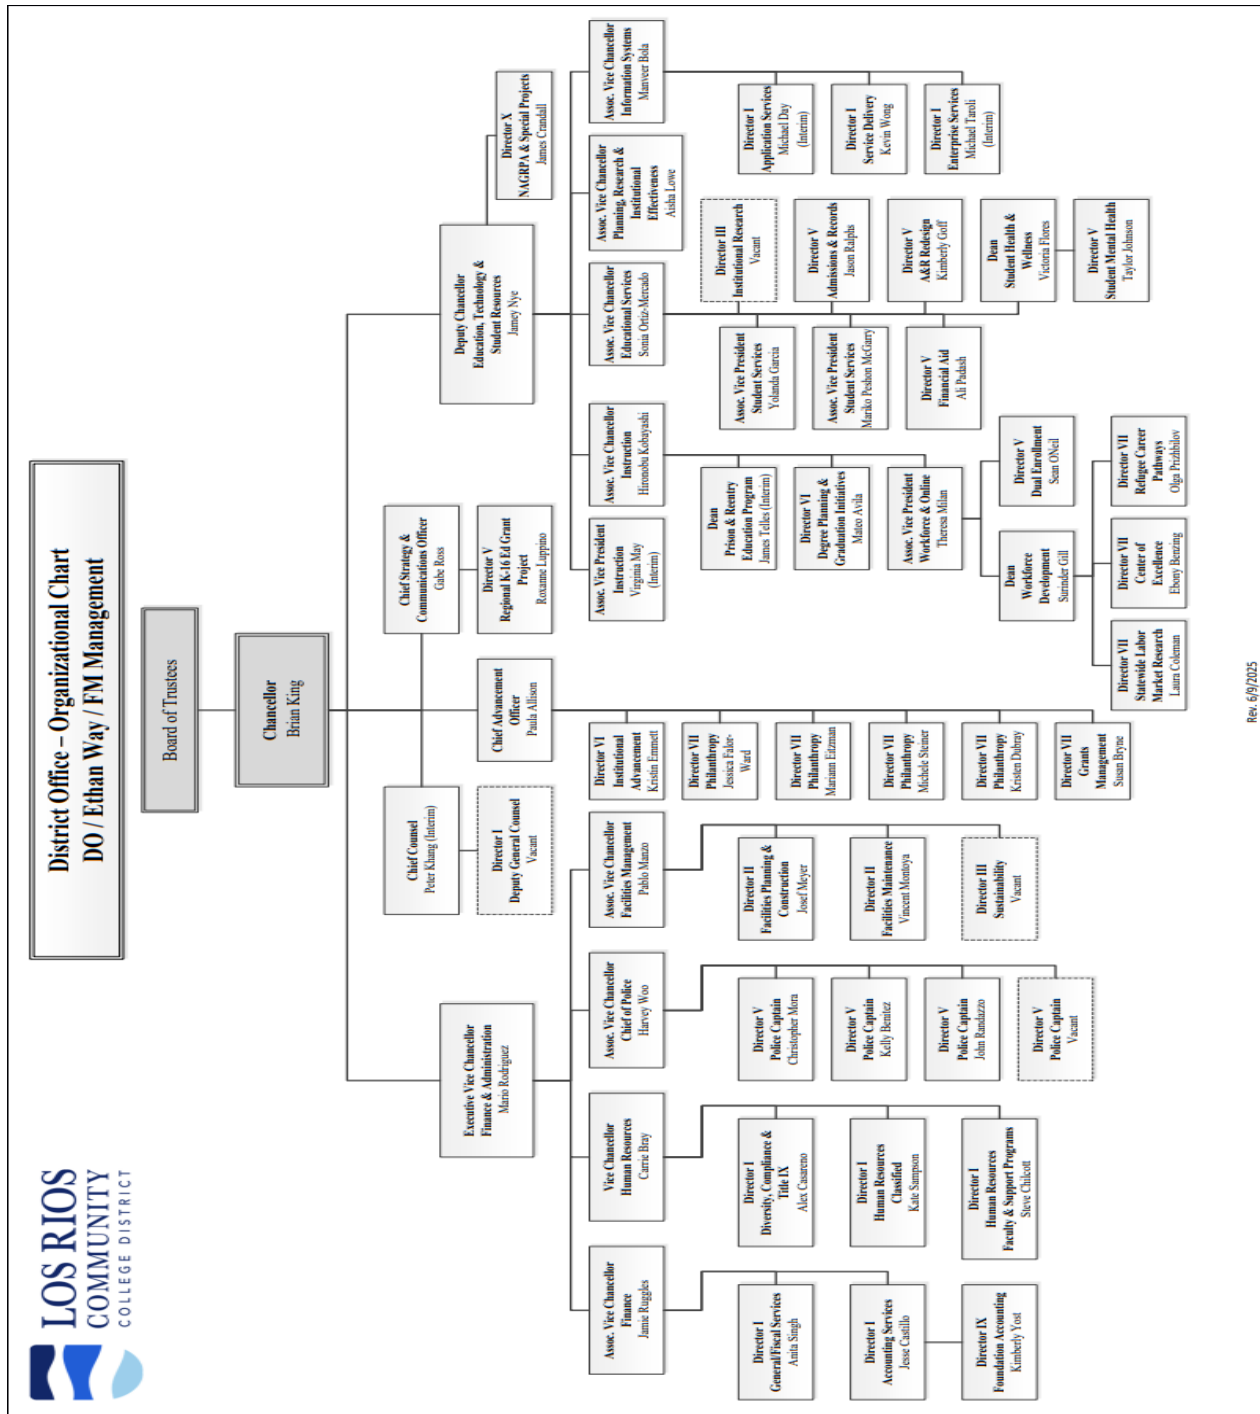 LOS RIOS
COMMUNITY
COLLEGE DISTRICT
District Office – Organizational Chart
DO / Ethan Way / FM Management
Board of Trustees
Chancellor
Brian King
Chief Counsel
Peter Khang (Interim)
Director I
Deputy General Counsel
Vacant
Chief Strategy &
Communications Officer
Gabe Ross
Director V
Regional K-16 Ed Grant
Project
Roxanne Luppino
Chief Advancement
Officer
Paula Allison
Director VI
Institutional
Advancement
Kristin Emmett
Director VII
Philanthropy
Jessica Falor-
Ward
Director VII
Philanthropy
Mariann Eitzman
Director VII
Philanthropy
Michele Steiner
Director VII
Philanthropy
Kristen Dubray
Director VII
Grants
Management
Susan Bryne
Executive Vice Chancellor
Finance & Administration
Mario Rodriguez
Assoc. Vice Chancellor
Finance
Jamie Ruggles
Director I
General/Fiscal Services
Anita Singh
Director I
Accounting Services
Jesse Castillo
Director IX
Foundation Accounting
Kimberly Yost
Vice Chancellor
Human Resources
Carrie Bray
Director I
Diversity, Compliance &
Title IX
Alex Casareno
Director I
Human Resources
Classified
Kate Sampson
Director I
Human Resources
Faculty & Support Programs
Steve Chilcott
Assoc. Vice Chancellor
Chief of Police
Harvey Woo
Director V
Police Captain
Christopher Mora
Director V
Police Captain
Kelly Benitez
Director V
Police Captain
John Randazzo
Director V
Police Captain
Vacant
Assoc. Vice Chancellor
Facilities Management
Pablo Manzo
Director II
Facilities Planning &
Construction
Josef Meyer
Director II
Facilities Maintenance
Vincent Montoya
Director III
Sustainability
Vacant
Deputy Chancellor
Education, Technology &
Student Resources
Jamey Nye
Director X
NAGRPA & Special Projects
James Crandall
Assoc. Vice President
Instruction
Virginia May
(Interim)
Assoc. Vice Chancellor
Instruction
Hironobu Kobayashi
Dean
Prison & Reentry
Education Program
James Telles (Interim)
Director VI
Degree Planning &
Graduation Initiatives
Mateo Avila
Assoc. Vice President
Workforce & Online
Theresa Milan
Dean
Workforce
Development
Surinder Gill
Director V
Dual Enrollment
Sean ONeil
Director VII
Statewide Labor
Market Research
Laura Coleman
Director VII
Center of
Excellence
Ebony Benzing
Director VII
Refugee Career
Pathways
Olga Prizhbilov
Assoc. Vice Chancellor
Educational Services
Sonia Ortiz-Mercado
Assoc. Vice President
Student Services
Yolanda Garcia
Assoc. Vice President
Student Services
Mariko Peshon McGarry
Director V
Financial Aid
Ali Padash
Director III
Institutional Research
Vacant
Director V
Admissions & Records
Jason Ralphs
Director V
A&R Redesign
Kimberly Goff
Dean
Student Health &
Wellness
Victoria Flores
Director V
Student Mental Health
Taylor Johnson
Assoc. Vice Chancellor
Planning, Research &
Institutional
Effectiveness
Aisha Lowe
Assoc. Vice Chancellor
Information Systems
Manveer Bola
Director I
Application Services
Michael Day
(Interim)
Director I
Service Delivery
Kevin Wong
Director I
Enterprise Services
Michael Taroli
(Interim)
Rev. 6/9/2025